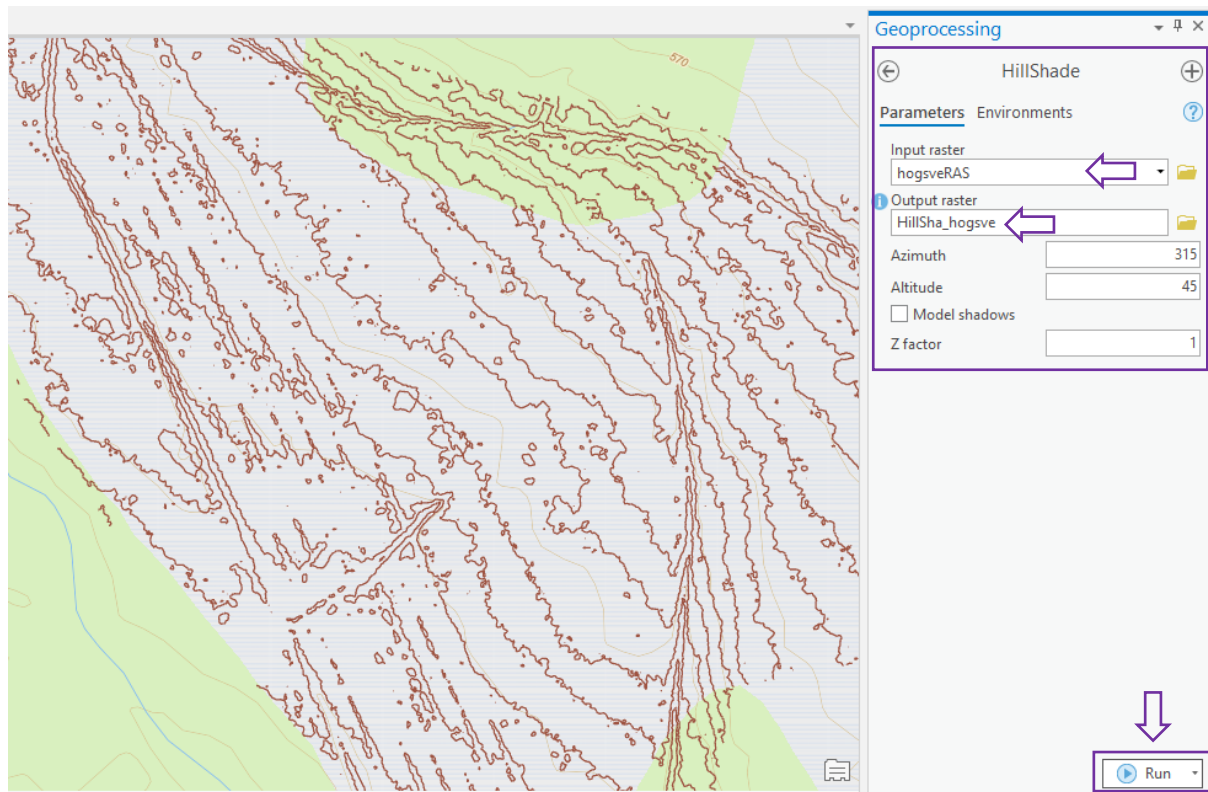 570
Geoprocessing
HillShade
Parameters Environments
Input raster
hogsveRAS
Output raster
HillSha_hogsve
Azimuth 315
Altitude 45
Model shadows
Z factor 1
Run